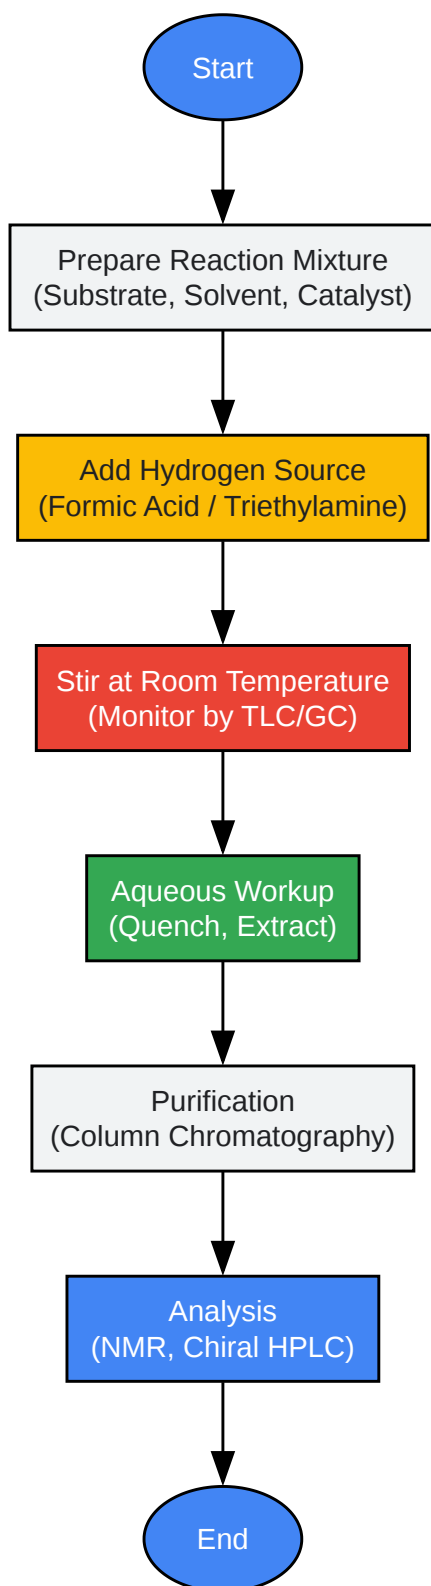 Start
Prepare Reaction Mixture
(Substrate, Solvent, Catalyst)
Add Hydrogen Source
(Formic Acid / Triethylamine)
Stir at Room Temperature
(Monitor by TLC/GC)
Aqueous Workup
(Quench, Extract)
Purification
(Column Chromatography)
Analysis
(NMR, Chiral HPLC)
End